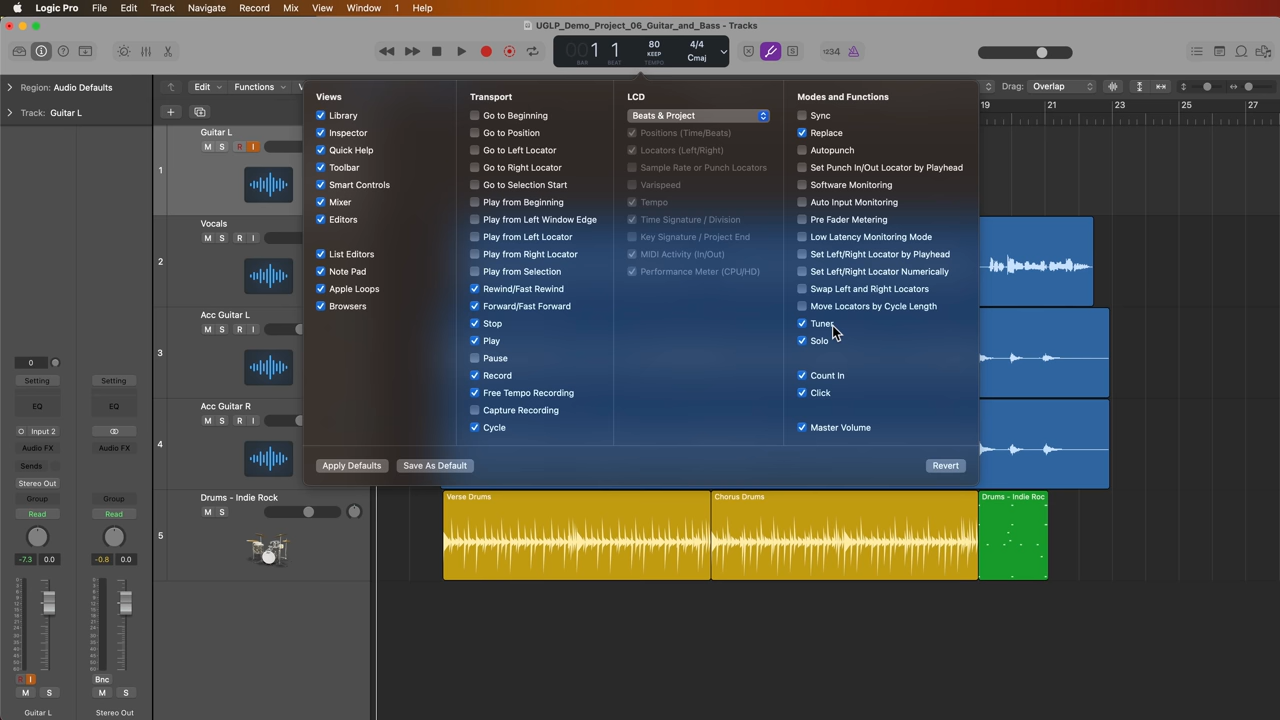 Logic Pro File Edit Track Navigate Record Mix View Window 1 Help
UGLP_Demo_Project_06_Guitar_and_Bass - Tracks
001 1 80 4/4
BAR BEAT KEEP TEMPO Cmaj
1234
Region: Audio Defaults
Track: Guitar L
Edit Functions V
Drag: Overlap
19 21 23 25 27
Views
Library
Inspector
Quick Help
Toolbar
Smart Controls
Mixer
Editors
List Editors
Note Pad
Apple Loops
Browsers
Transport
Go to Beginning
Go to Position
Go to Left Locator
Go to Right Locator
Go to Selection Start
Play from Beginning
Play from Left Window Edge
Play from Left Locator
Play from Right Locator
Play from Selection
Rewind/Fast Rewind
Forward/Fast Forward
Stop
Play
Pause
Record
Free Tempo Recording
Capture Recording
Cycle
LCD
Beats & Project
Positions (Time/Beats)
Locators (Left/Right)
Sample Rate or Punch Locators
Varispeed
Tempo
Time Signature / Division
Key Signature / Project End
MIDI Activity (In/Out)
Performance Meter (CPU/HD)
Modes and Functions
Sync
Replace
Autopunch
Set Punch In/Out Locator by Playhead
Software Monitoring
Auto Input Monitoring
Pre Fader Metering
Low Latency Monitoring Mode
Set Left/Right Locator by Playhead
Set Left/Right Locator Numerically
Swap Left and Right Locators
Move Locators by Cycle Length
Tuner
Solo
Count In
Click
Master Volume
Apply Defaults Save As Default Revert
1
Guitar L
M S R I
2
Vocals
M S R I
3
Acc Guitar L
M S R I
4
Acc Guitar R
M S R I
5
Drums - Indie Rock
M S
Verse Drums Chorus Drums Drums - Indie Roc
0
Setting Setting
EQ EQ
Input 2
Audio FX Audio FX
Sends
Stereo Out
Group Group
Read Read
-7.3 0.0 -0.8 0.0
R I Bnc
M S M S
Guitar L Stereo Out